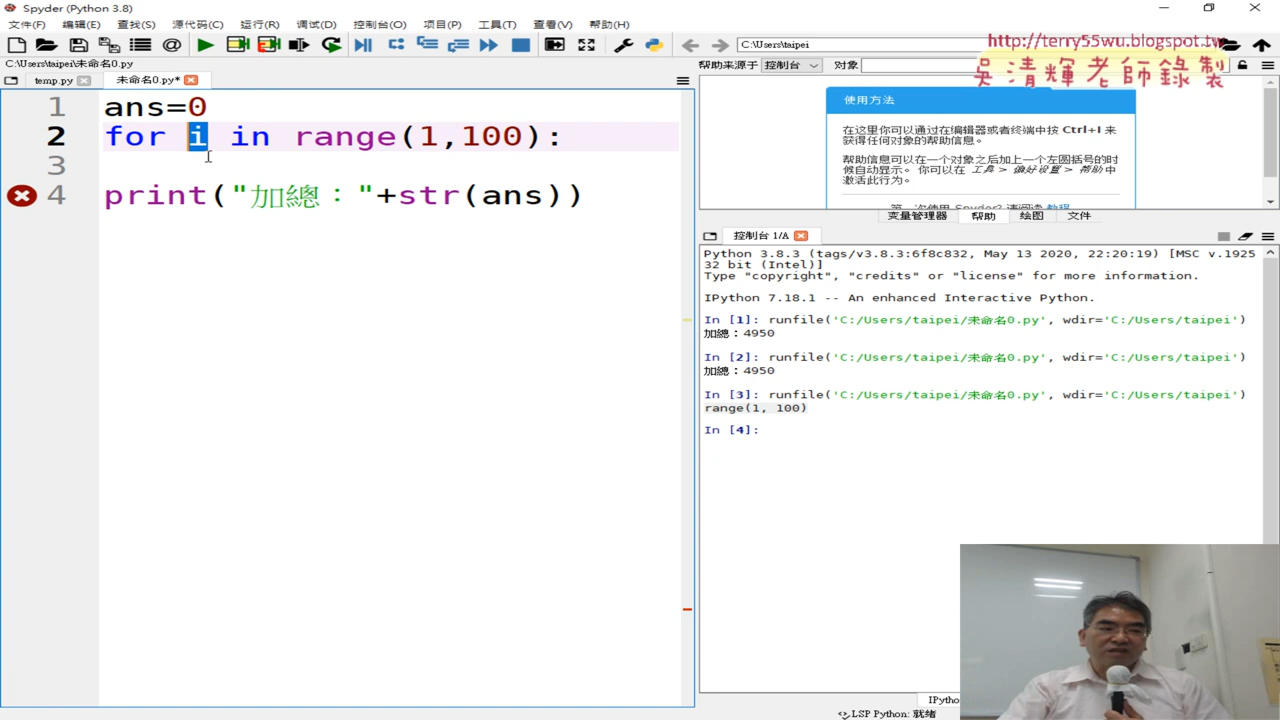 Spyder (Python 3.8)
文件(F) 编辑(E) 查找(S) 源代码(C) 运行(R) 调试(D) 控制台(O) 项目(P) 工具(T) 查看(V) 帮助(H)
C:\Users\taipei
http://terry55wu.blogspot.tw
吳清輝老師錄製
C:\Users\taipei\未命名0.py
temp.py 未命名0.py*
帮助来源于 控制台 对象
1 ans=0
2 for i in range(1,100):
3
4 print("加總："+str(ans))
使用方法
在这里你可以通过在编辑器或者终端中按 Ctrl+I 来
获得任何对象的帮助信息。
帮助信息可以在一个对象之后加上一个左圆括号的时
候自动显示。你可以在 工具 > 偏好设置 > 帮助中
激活此行为。
第一次使用 Spyder? 请阅读 教程
变量管理器 帮助 绘图 文件
控制台 1/A
Python 3.8.3 (tags/v3.8.3:6f8c832, May 13 2020, 22:20:19) [MSC v.1925
32 bit (Intel)]
Type "copyright", "credits" or "license" for more information.
IPython 7.18.1 -- An enhanced Interactive Python.
In [1]: runfile('C:/Users/taipei/未命名0.py', wdir='C:/Users/taipei')
加總：4950
In [2]: runfile('C:/Users/taipei/未命名0.py', wdir='C:/Users/taipei')
加總：4950
In [3]: runfile('C:/Users/taipei/未命名0.py', wdir='C:/Users/taipei')
range(1, 100)
In [4]:
IPytho
LSP Python: 就绪